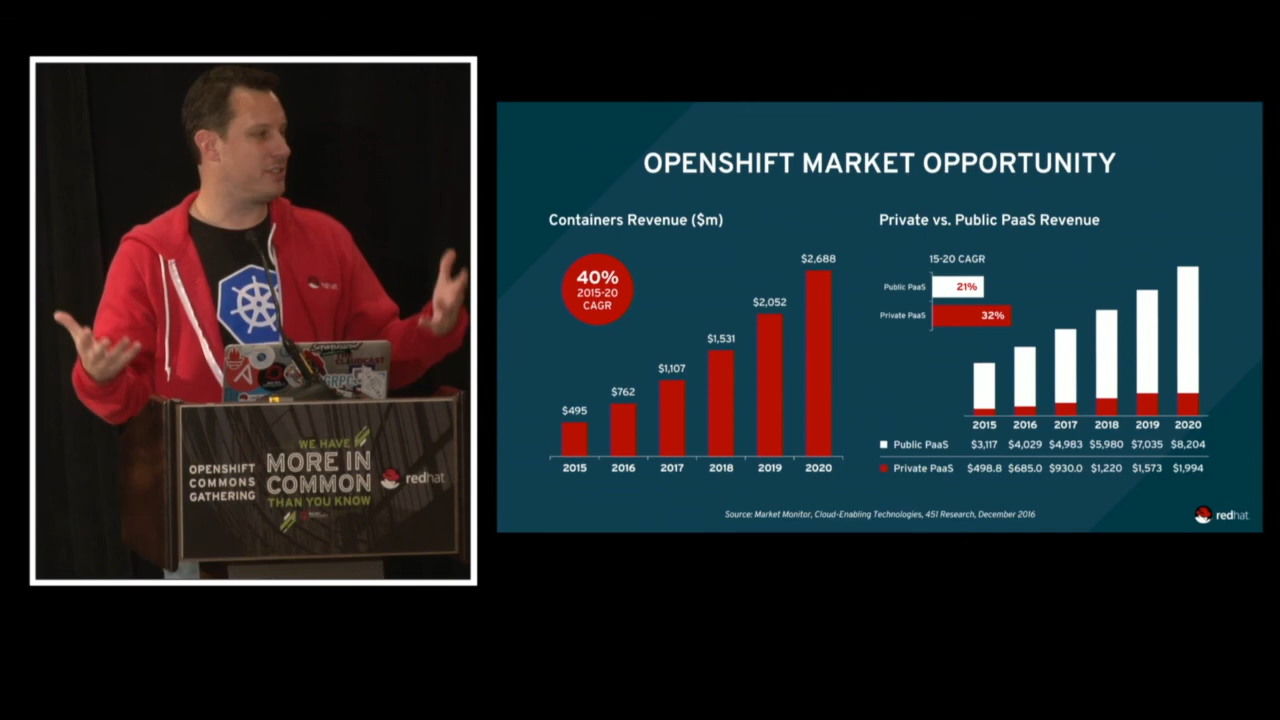 redhat
THE CLOUDCAST
GRPC
OPENSHIFT
COMMONS
GATHERING
WE HAVE
MORE IN
COMMON
THAN YOU KNOW
redhat
OPENSHIFT MARKET OPPORTUNITY
Containers Revenue ($m)
40%
2015-20
CAGR
$495
$762
$1,107
$1,531
$2,052
$2,688
2015 2016 2017 2018 2019 2020
Private vs. Public PaaS Revenue
15-20 CAGR
Public PaaS 21%
Private PaaS 32%
2015 2016 2017 2018 2019 2020
Public PaaS $3,117 $4,029 $4,983 $5,980 $7,035 $8,204
Private PaaS $498.8 $685.0 $930.0 $1,220 $1,573 $1,994
Source: Market Monitor, Cloud-Enabling Technologies, 451 Research, December 2016
redhat